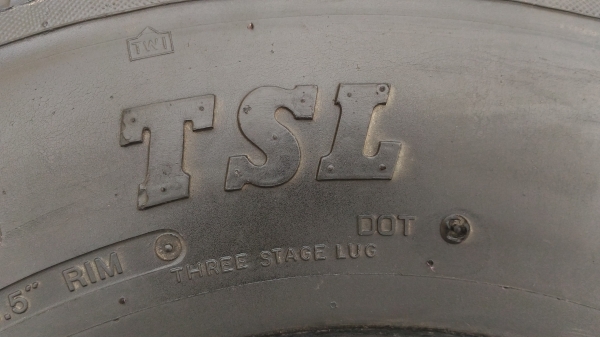 TWI
TSL
DOT
THREE STAGE LUG
.5" RIM